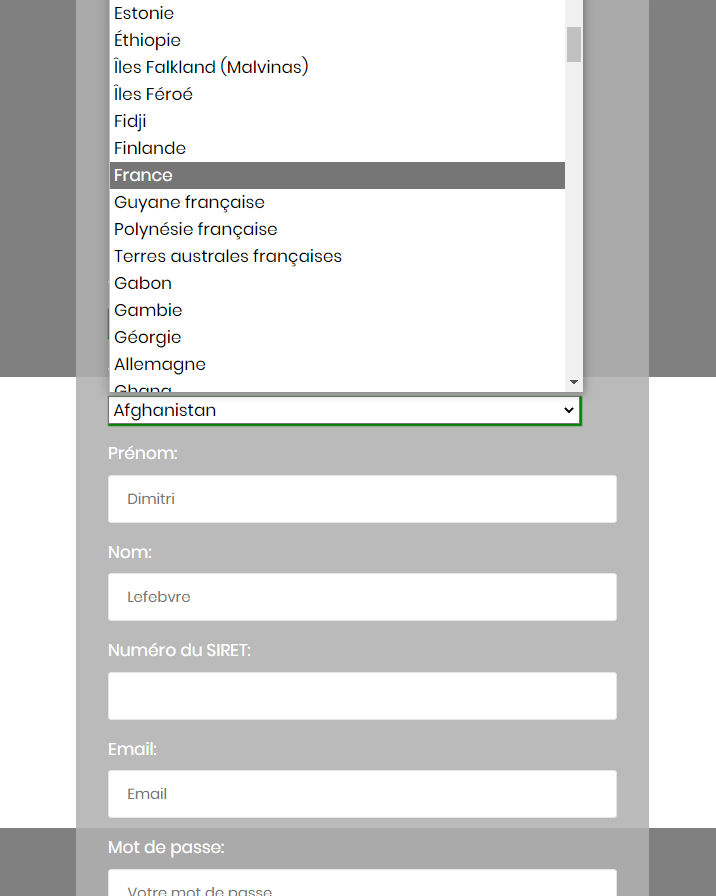 Estonie
Éthiopie
Îles Falkland (Malvinas)
Îles Féroé
Fidji
Finlande
France
Guyane française
Polynésie française
Terres australes françaises
Gabon
Gambie
Géorgie
Allemagne
Ghana
Afghanistan
Prénom:
Dimitri
Nom:
Lefebvre
Numéro du SIRET:
Email:
Email
Mot de passe:
Votre mot de passe